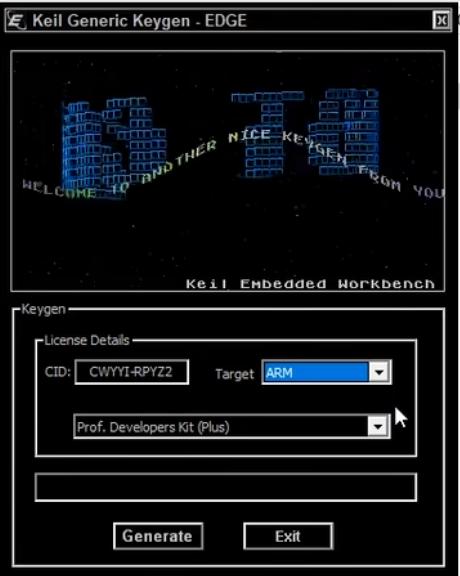 Keil Generic Keygen - EDGE
WELCOME TO ANOTHER NICE KEYGEN FROM YOU
Keil Embedded Workbench
Keygen
License Details
CID: CWYYI-RPYZ2 Target ARM
Prof. Developers Kit (Plus)
Generate Exit